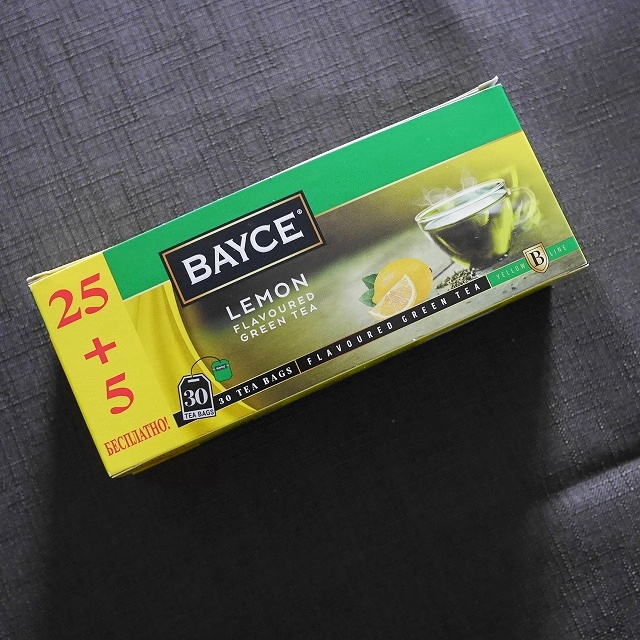 25
+
5
БЕСПЛАТНО!
BAYCE®
LEMON
FLAVOURED
GREEN TEA
30
TEA BAGS
30 TEA BAGS
FLAVOURED GREEN TEA
YELLOW B LINE